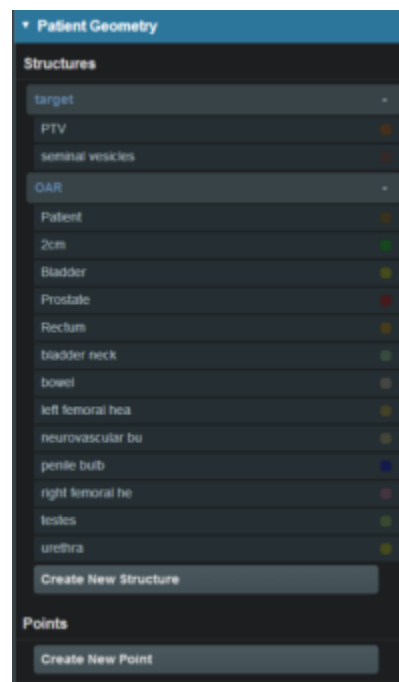 Patient Geometry
Structures
target
PTV
seminal vesicles
OAR
Patient
2cm
Bladder
Prostate
Rectum
bladder neck
bowel
left femoral hea
neurovascular bu
penile bulb
right femoral he
testes
urethra
Create New Structure
Points
Create New Point